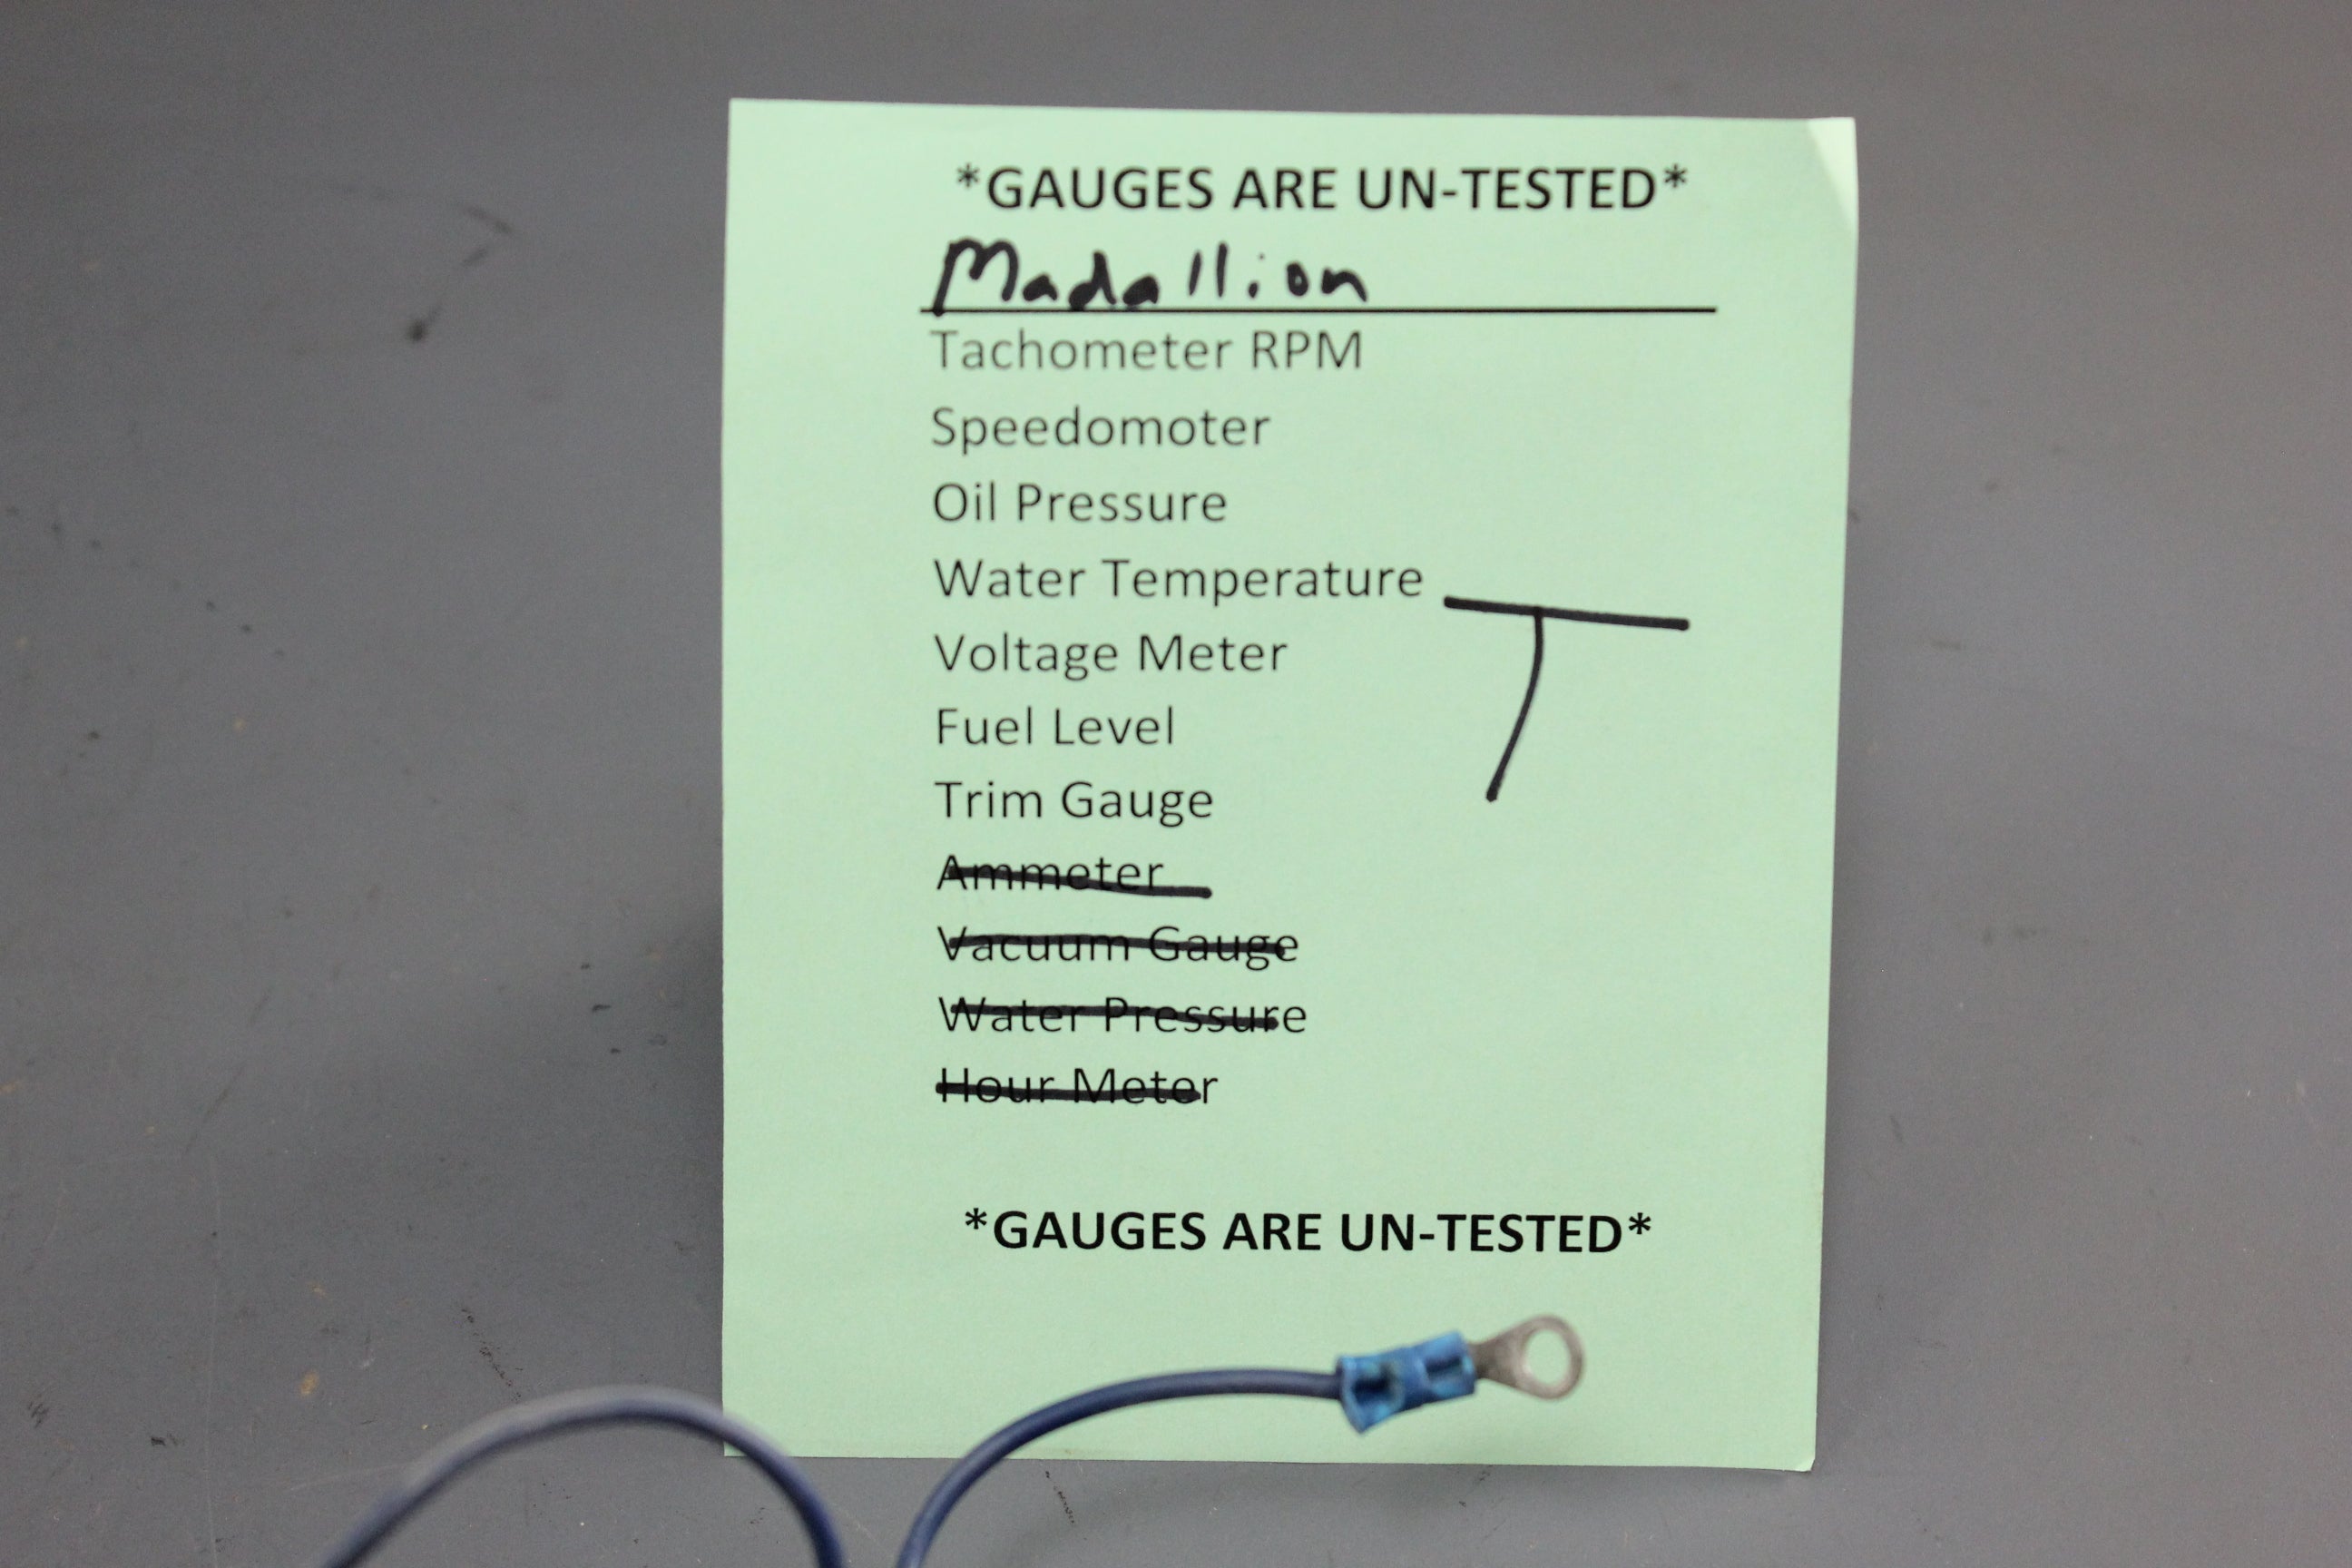 *GAUGES ARE UN-TESTED*
Madallion
Tachometer RPM
Speedomoter
Oil Pressure
Water Temperature
Voltage Meter
Fuel Level
Trim Gauge
Ammeter
Vacuum Gauge
Water Pressure
Hour Meter
T
*GAUGES ARE UN-TESTED*